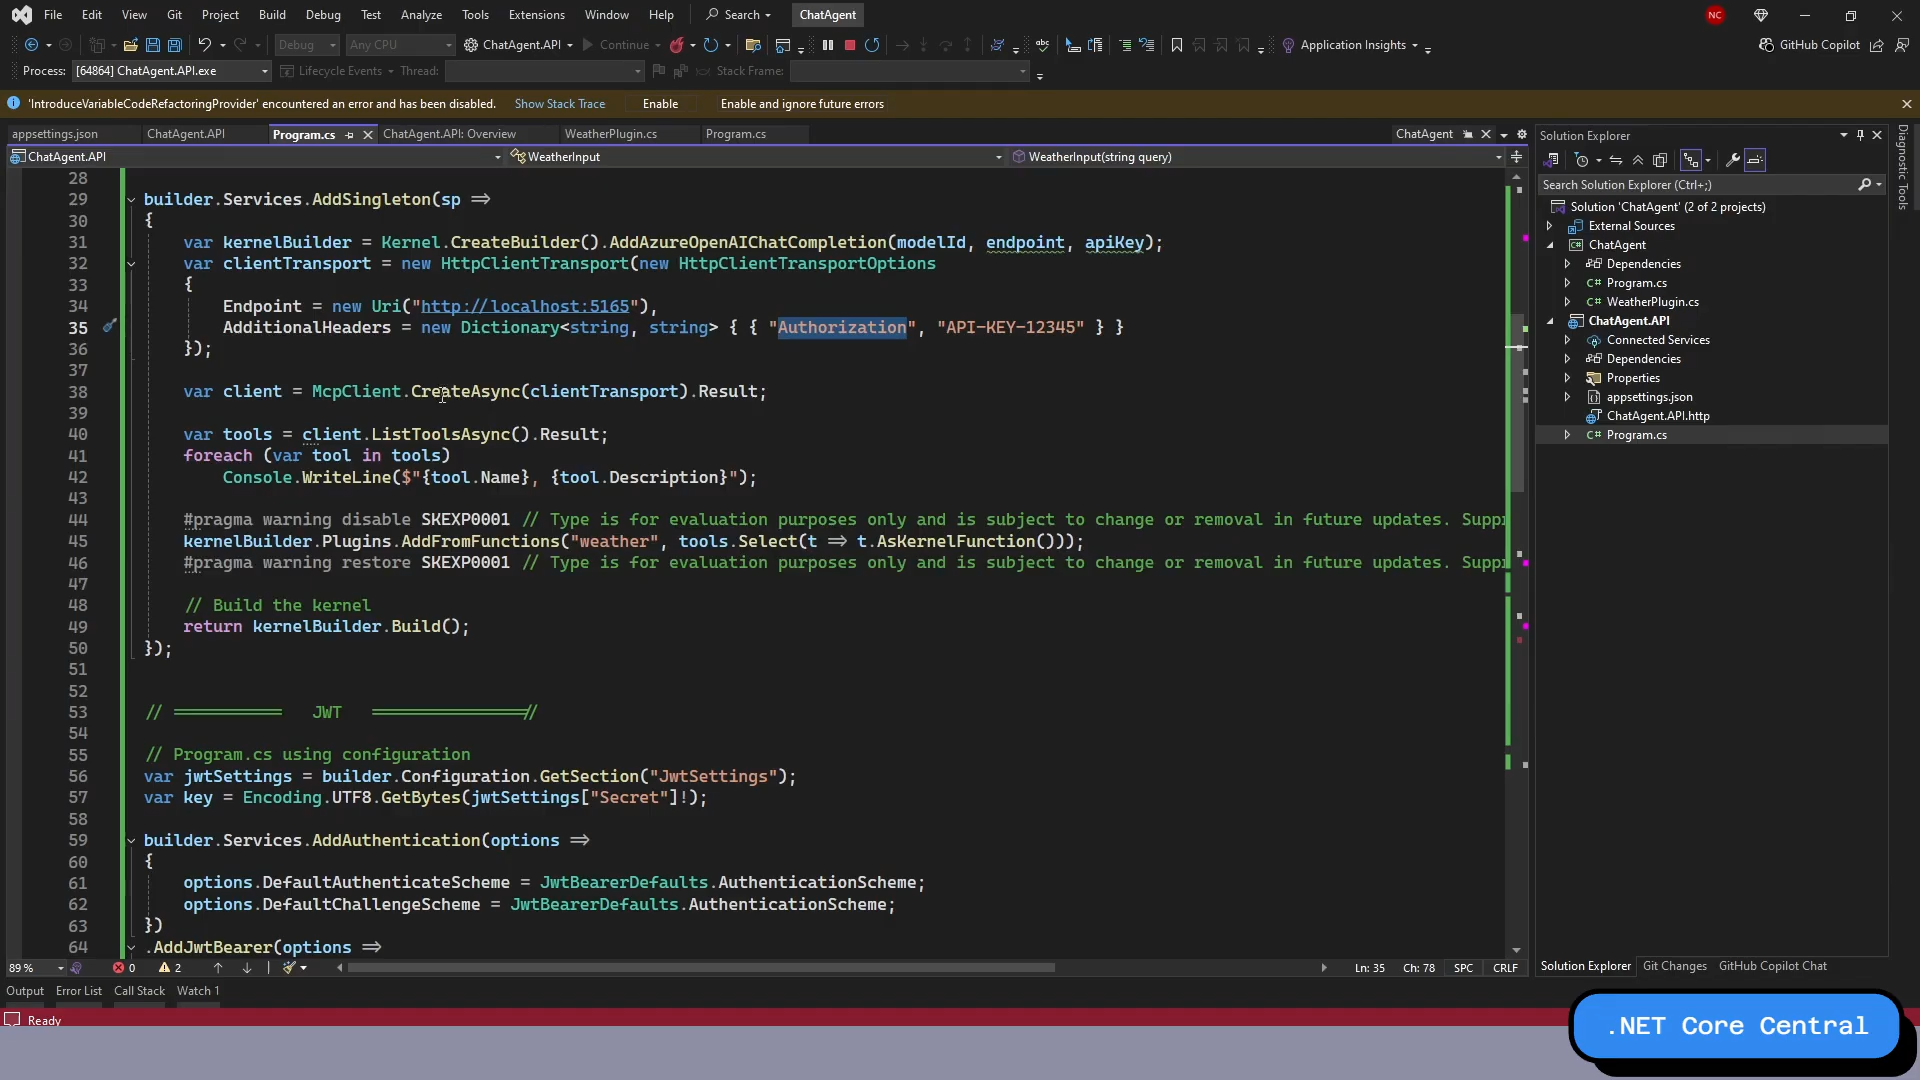 File Edit View Git Project Build Debug Test Analyze Tools Extensions Window Help Search ChatAgent NC
Debug Any CPU ChatAgent.API Continue Application Insights GitHub Copilot
Process: [64864] ChatAgent.API.exe Lifecycle Events Thread: Stack Frame:
'IntroduceVariableCodeRefactoringProvider' encountered an error and has been disabled. Show Stack Trace Enable Enable and ignore future errors
appsettings.json ChatAgent.API Program.cs ChatAgent.API: Overview WeatherPlugin.cs Program.cs ChatAgent
ChatAgent.API WeatherInput WeatherInput(string query)
28
29 builder.Services.AddSingleton(sp =>
30 {
31 var kernelBuilder = Kernel.CreateBuilder().AddAzureOpenAIChatCompletion(modelId, endpoint, apiKey);
32 var clientTransport = new HttpClientTransport(new HttpClientTransportOptions
33 {
34 Endpoint = new Uri("http://localhost:5165"),
35 AdditionalHeaders = new Dictionary<string, string> { { "Authorization", "API-KEY-12345" } }
36 });
37
38 var client = McpClient.CreateAsync(clientTransport).Result;
39
40 var tools = client.ListToolsAsync().Result;
41 foreach (var tool in tools)
42 Console.WriteLine($"{tool.Name}, {tool.Description}");
43
44 #pragma warning disable SKEXP0001 // Type is for evaluation purposes only and is subject to change or removal in future updates. Suppr
45 kernelBuilder.Plugins.AddFromFunctions("weather", tools.Select(t => t.AsKernelFunction()));
46 #pragma warning restore SKEXP0001 // Type is for evaluation purposes only and is subject to change or removal in future updates. Suppr
47
48 // Build the kernel
49 return kernelBuilder.Build();
50 });
51
52
53 // =========== JWT ================//
54
55 // Program.cs using configuration
56 var jwtSettings = builder.Configuration.GetSection("JwtSettings");
57 var key = Encoding.UTF8.GetBytes(jwtSettings["Secret"]!);
58
59 builder.Services.AddAuthentication(options =>
60 {
61 options.DefaultAuthenticateScheme = JwtBearerDefaults.AuthenticationScheme;
62 options.DefaultChallengeScheme = JwtBearerDefaults.AuthenticationScheme;
63 })
64 .AddJwtBearer(options =>
89 % 0 2 Ln: 35 Ch: 78 SPC CRLF
Output Error List Call Stack Watch 1
Ready
Solution Explorer
Search Solution Explorer (Ctrl+;)
Solution 'ChatAgent' (2 of 2 projects)
External Sources
ChatAgent
Dependencies
C# Program.cs
C# WeatherPlugin.cs
ChatAgent.API
Connected Services
Dependencies
Properties
appsettings.json
ChatAgent.API.http
C# Program.cs
Solution Explorer Git Changes GitHub Copilot Chat
Diagnostic Tools
.NET Core Central